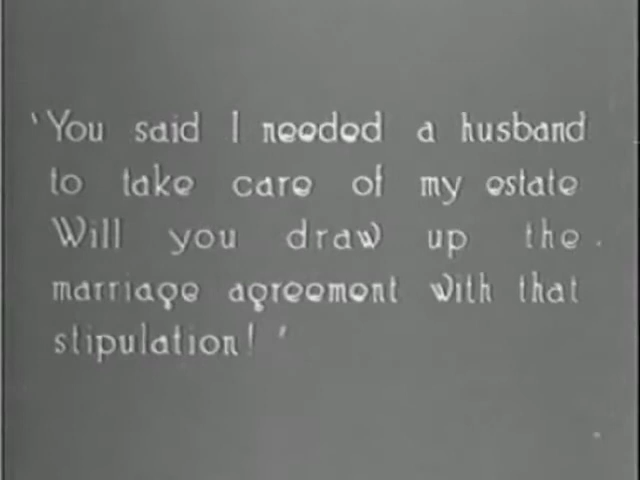 'You said I needed a husband
to take care of my estate
Will you draw up the
marriage agreement with that
stipulation! '